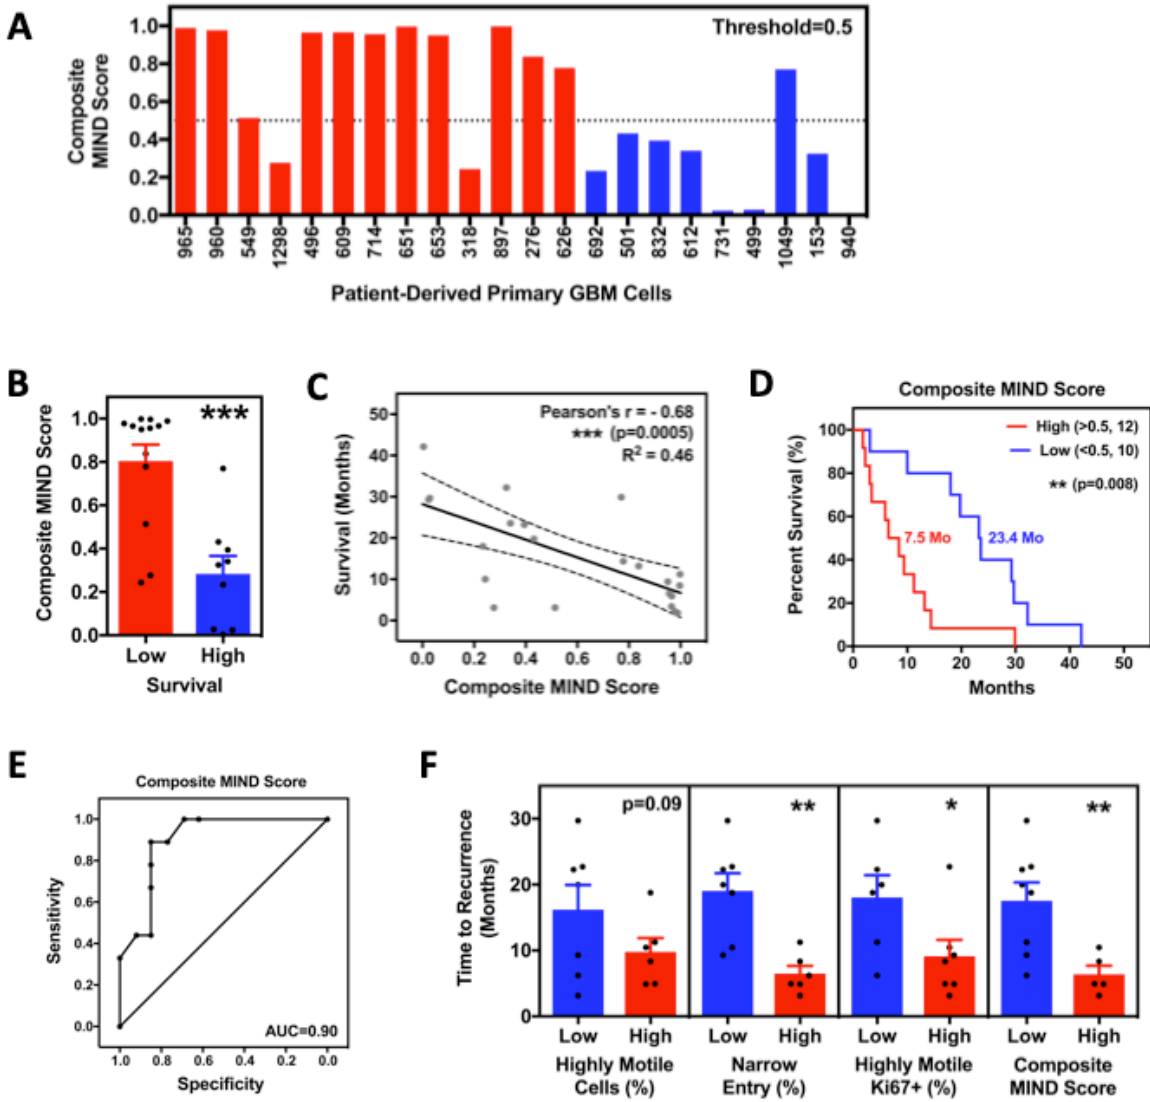 A
Composite
MIND Score
1.0
0.8
0.6
0.4
0.2
0.0
Threshold=0.5
965
960
549
1298
496
609
714
651
653
318
897
276
626
692
501
832
612
731
499
1049
153
940
Patient-Derived Primary GBM Cells
B
Composite MIND Score
1.0
0.8
0.6
0.4
0.2
0.0
***
Low High
Survival
C
Survival (Months)
50
40
30
20
10
0
Pearson's r = - 0.68
*** (p=0.0005)
R² = 0.46
0.0 0.2 0.4 0.6 0.8 1.0
Composite MIND Score
D
Composite MIND Score
Percent Survival (%)
100
80
60
40
20
0
High (>0.5, 12)
Low (<0.5, 10)
** (p=0.008)
7.5 Mo 23.4 Mo
0 10 20 30 40 50
Months
E
Composite MIND Score
Sensitivity
1.0
0.8
0.6
0.4
0.2
0.0
AUC=0.90
1.0 0.8 0.6 0.4 0.2 0.0
Specificity
F
Time to Recurrence
(Months)
30
20
10
0
p=0.09 ** * **
Low High Low High Low High Low High
Highly Motile Cells (%)
Narrow Entry (%)
Highly Motile Ki67+ (%)
Composite MIND Score